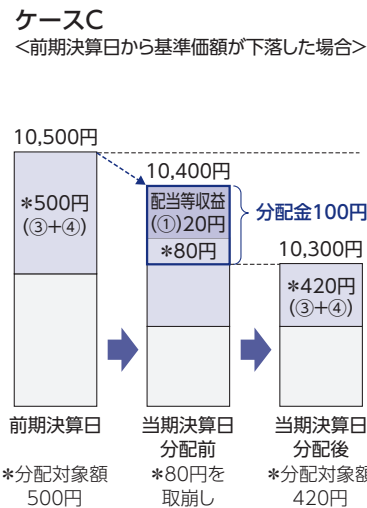 ケースC
<前期決算日から基準価額が下落した場合>
10,500円
10,400円
*500円
(③+④)
配当等収益
(①)20円
*80円
分配金100円
10,300円
*420円
(③+④)
前期決算日
当期決算日
分配前
当期決算日
分配後
*分配対象額
500円
*80円を
取崩し
*分配対象額
420円